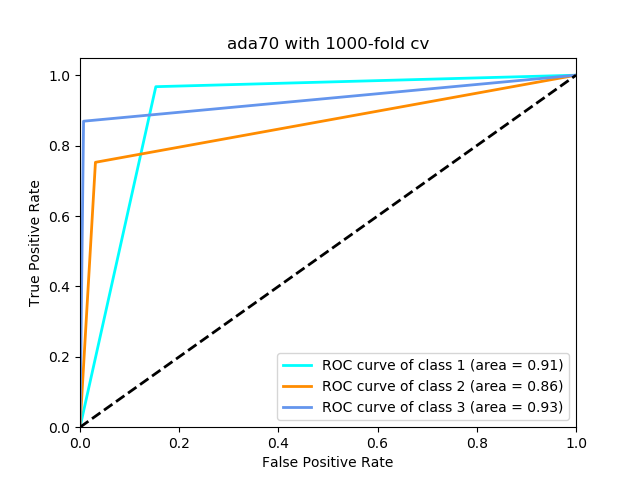 ada70 with 1000-fold cv
True Positive Rate
1.0
0.8
0.6
0.4
0.2
0.0
ROC curve of class 1 (area = 0.91)
ROC curve of class 2 (area = 0.86)
ROC curve of class 3 (area = 0.93)
0.0 0.2 0.4 0.6 0.8 1.0
False Positive Rate